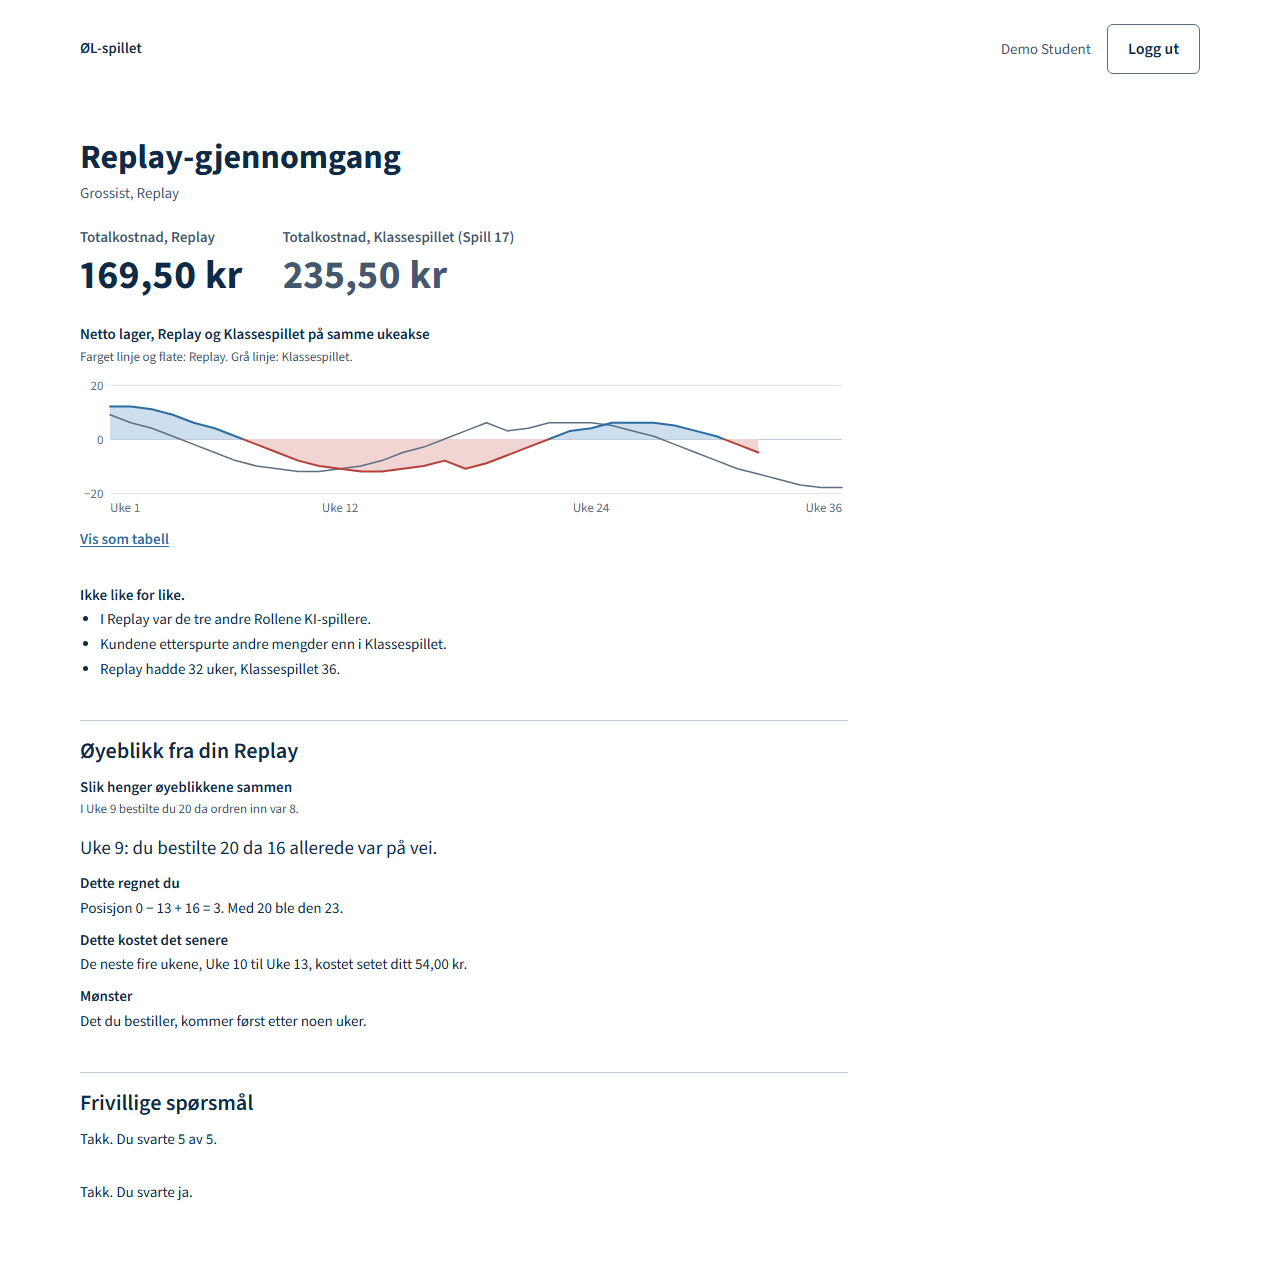 ØL-spillet
Demo Student
Logg ut
Replay-gjennomgang
Grossist, Replay
Totalkostnad, Replay
169,50 kr
Totalkostnad, Klassespillet (Spill 17)
235,50 kr
Netto lager, Replay og Klassespillet på samme ukeakse
Farget linje og flate: Replay. Grå linje: Klassespillet.
20
0
−20
Uke 1
Uke 12
Uke 24
Uke 36
Vis som tabell
Ikke like for like.
• I Replay var de tre andre Rollene KI-spillere.
• Kundene etterspurte andre mengder enn i Klassespillet.
• Replay hadde 32 uker, Klassespillet 36.
Øyeblikk fra din Replay
Slik henger øyeblikkene sammen
I Uke 9 bestilte du 20 da ordren inn var 8.
Uke 9: du bestilte 20 da 16 allerede var på vei.
Dette regnet du
Posisjon 0 − 13 + 16 = 3. Med 20 ble den 23.
Dette kostet det senere
De neste fire ukene, Uke 10 til Uke 13, kostet setet ditt 54,00 kr.
Mønster
Det du bestiller, kommer først etter noen uker.
Frivillige spørsmål
Takk. Du svarte 5 av 5.
Takk. Du svarte ja.